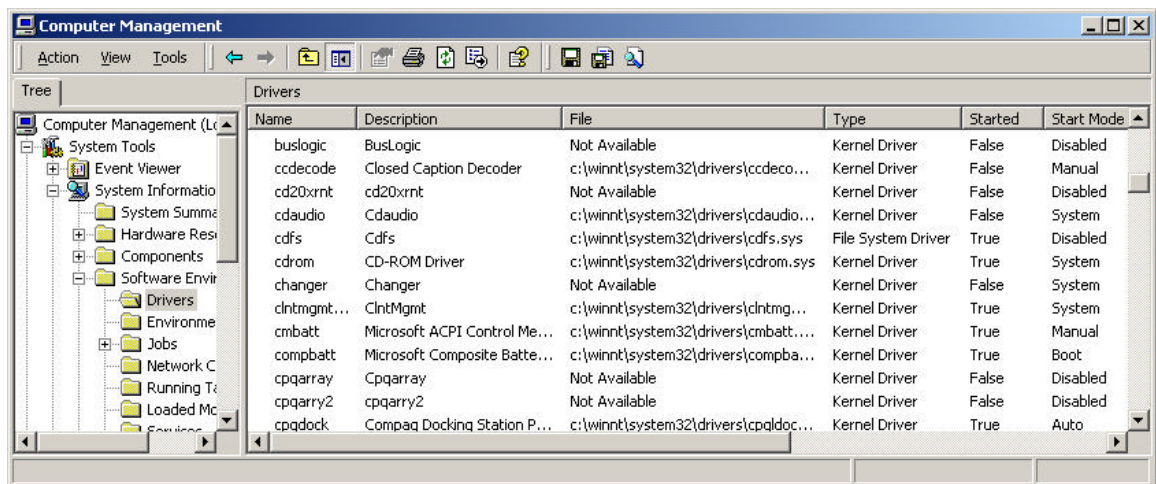 Computer Management
Action View Tools
Tree
Drivers
Computer Management (Lo
System Tools
Event Viewer
System Informatio
System Summa
Hardware Res
Components
Software Envir
Drivers
Environme
Jobs
Network C
Running Ta
Loaded Mo
Services
Name Description File Type Started Start Mode
buslogic BusLogic Not Available Kernel Driver False Disabled
ccdecode Closed Caption Decoder c:\winnt\system32\drivers\ccdeco... Kernel Driver False Manual
cd20xrnt cd20xrnt Not Available Kernel Driver False Disabled
cdaudio Cdaudio c:\winnt\system32\drivers\cdaudio... Kernel Driver False System
cdfs Cdfs c:\winnt\system32\drivers\cdfs.sys File System Driver True Disabled
cdrom CD-ROM Driver c:\winnt\system32\drivers\cdrom.sys Kernel Driver True System
changer Changer Not Available Kernel Driver False System
clntmgmt... ClntMgmt c:\winnt\system32\drivers\clntmg... Kernel Driver True System
cmbatt Microsoft ACPI Control Me... c:\winnt\system32\drivers\cmbatt.... Kernel Driver True Manual
compbatt Microsoft Composite Batte... c:\winnt\system32\drivers\compba... Kernel Driver True Boot
cpqarray Cpqarray Not Available Kernel Driver False Disabled
cpqarry2 cpqarry2 Not Available Kernel Driver False Disabled
cpqdock Compaq Docking Station P... c:\winnt\system32\drivers\cpqldoc... Kernel Driver True Auto